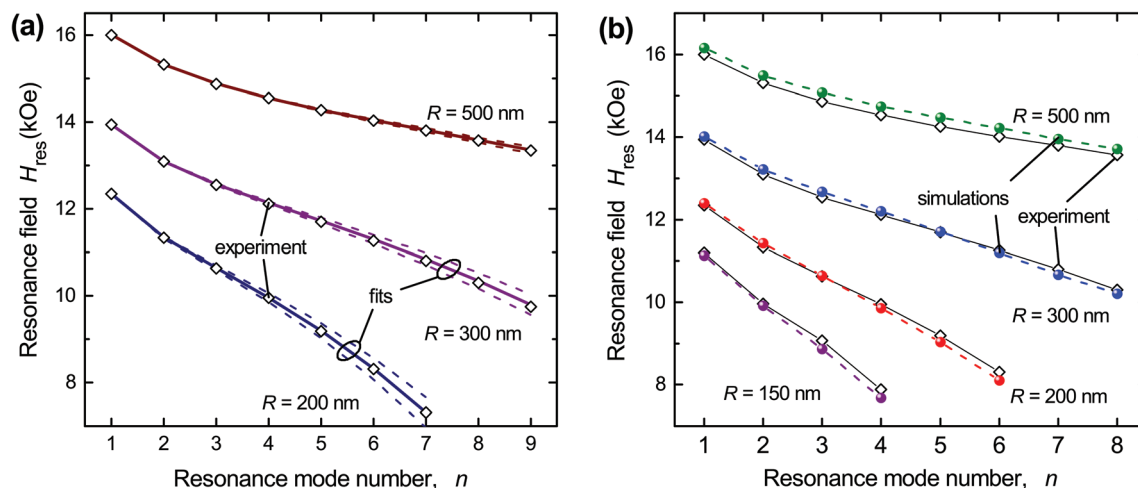 (a)
Resonance field H_res (kOe)
16
14
12
10
8
R = 500 nm
experiment
fits
R = 300 nm
R = 200 nm
1 2 3 4 5 6 7 8 9
Resonance mode number, n
(b)
Resonance field H_res (kOe)
16
14
12
10
8
R = 500 nm
simulations
experiment
R = 300 nm
R = 150 nm
R = 200 nm
1 2 3 4 5 6 7 8
Resonance mode number, n